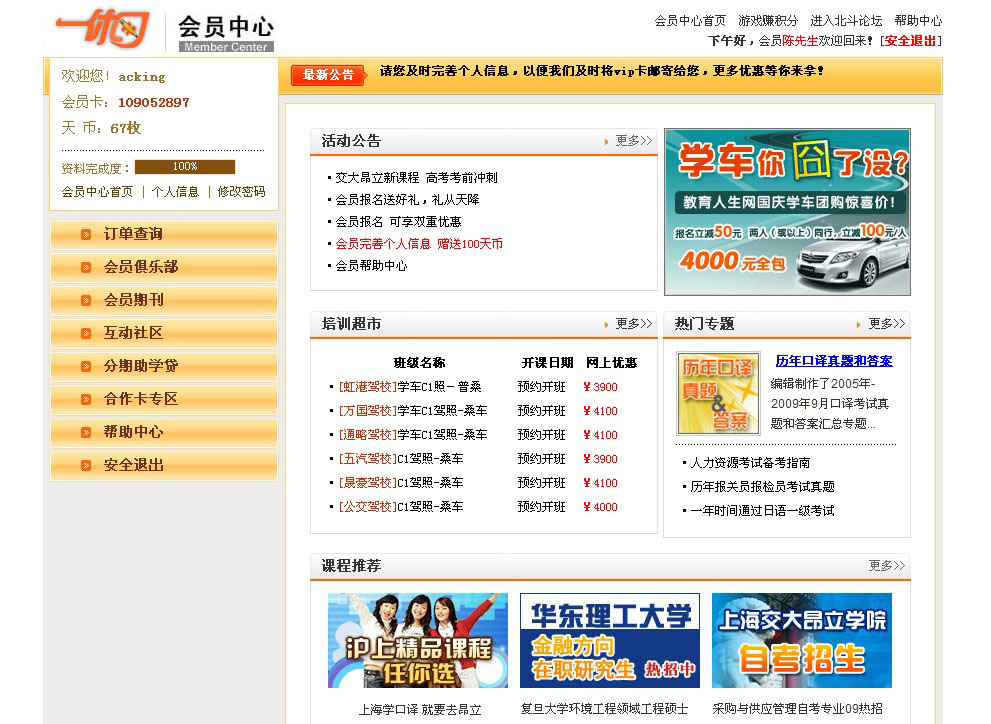 会员中心
Member Center
会员中心首页 游戏赚积分 进入北斗论坛 帮助中心
下午好，会员陈先生欢迎回来! [安全退出]
欢迎您! acking
会员卡: 109052897
天 币: 67枚
资料完成度: 100%
会员中心首页 | 个人信息 | 修改密码
最新公告
请您及时完善个人信息，以便我们及时将vip卡邮寄给您，更多优惠等你来拿!
订单查询
会员俱乐部
会员期刊
互动社区
分期助学贷
合作卡专区
帮助中心
安全退出
活动公告 更多>>
• 交大昂立新课程 高考考前冲刺
• 会员报名送好礼，礼从天降
• 会员报名 可享双重优惠
• 会员完善个人信息 赠送100天币
• 会员帮助中心
学车你囧了没?
教育人生网国庆学车团购惊喜价!
报名立减50元 两人（或以上）同行，立减100元/人
4000元全包
培训超市 更多>>
班级名称 开课日期 网上优惠
• [虹港驾校]学车C1照－普桑 预约开班 ¥ 3900
• [万国驾校]学车C1驾照-桑车 预约开班 ¥ 4100
• [通略驾校]学车C1驾照-桑车 预约开班 ¥ 4100
• [五汽驾校]C1驾照-桑车 预约开班 ¥ 3900
• [晟豪驾校]C1驾照-桑车 预约开班 ¥ 4100
• [公交驾校]C1驾照-桑车 预约开班 ¥ 4000
热门专题 更多>>
历年口译
真题
&
答案
历年口译真题和答案
编辑制作了2005年-
2009年9月口译考试真
题和答案汇总专题...
• 人力资源考试备考指南
• 历年报关员报检员考试真题
• 一年时间通过日语一级考试
课程推荐 更多>>
沪上精品课程
任你选
上海学口译 就要去昂立
华东理工大学
金融方向
在职研究生 热招中
复旦大学环境工程领域工程硕士
上海交大昂立学院
自考招生
采购与供应管理自考专业09热招